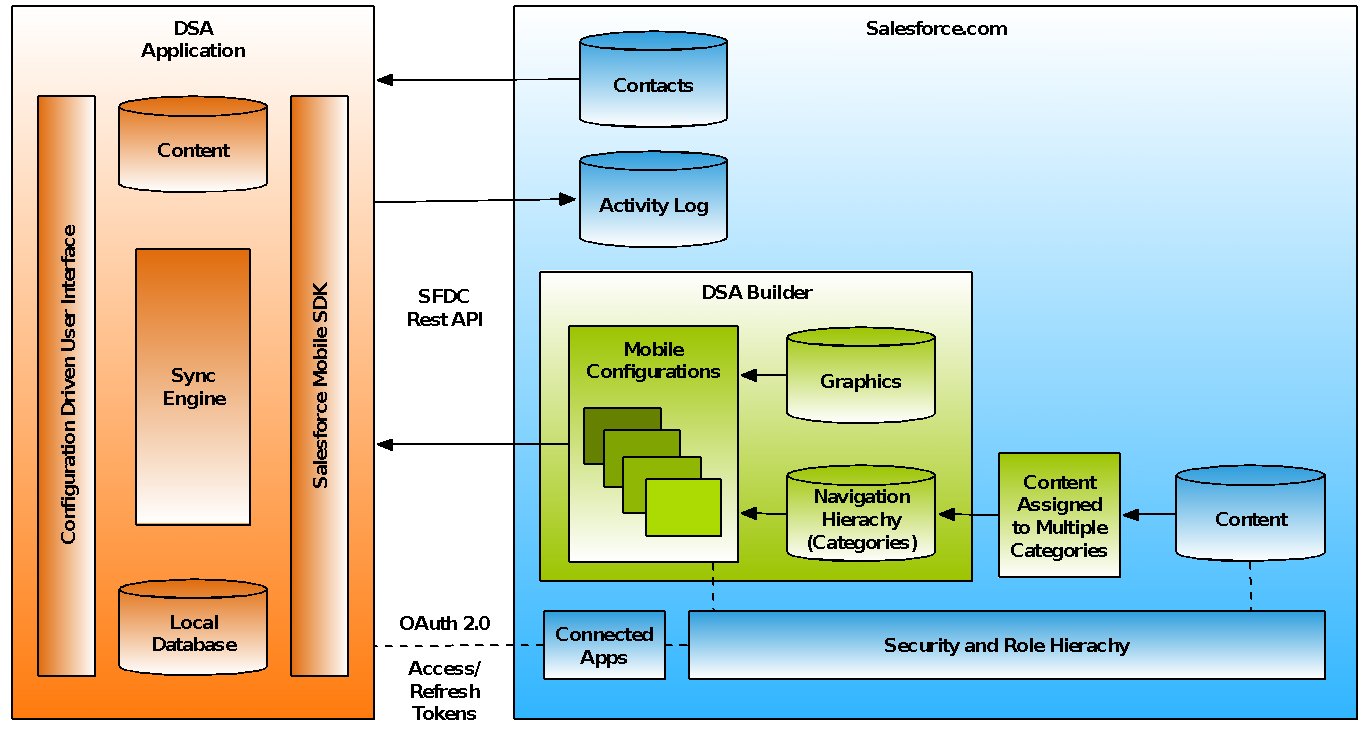 DSA
Application
Content
Configuration Driven User Interface
Sync
Engine
Salesforce Mobile SDK
Local
Database
SFDC
Rest API
OAuth 2.0
Access/
Refresh
Tokens
Salesforce.com
Contacts
Activity Log
DSA Builder
Mobile
Configurations
Graphics
Navigation
Hierachy
(Categories)
Content
Assigned
to Multiple
Categories
Content
Connected
Apps
Security and Role Hierachy